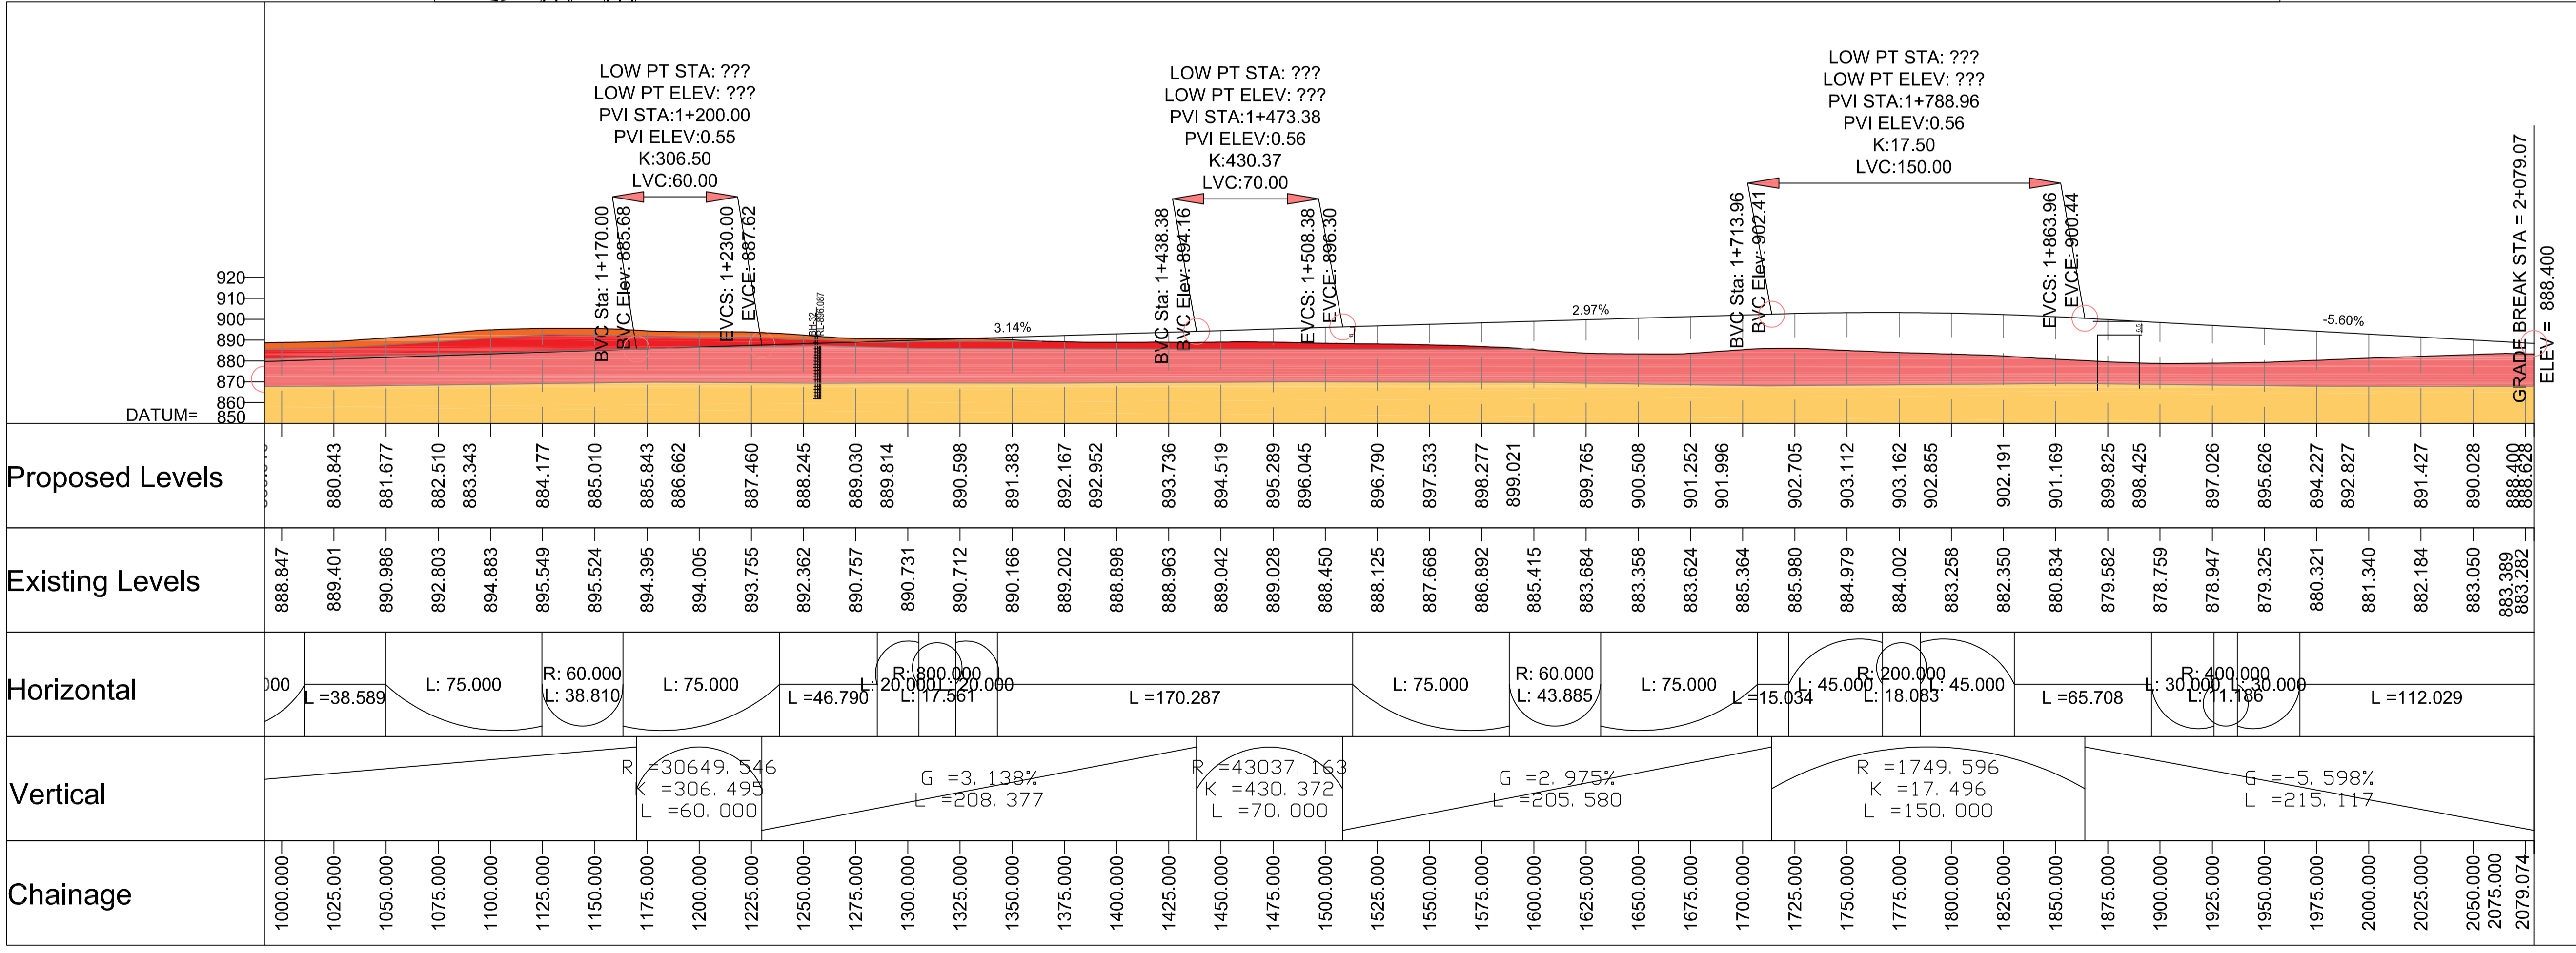 LOW PT STA: ???
LOW PT ELEV: ???
PVI STA:1+200.00
PVI ELEV:0.55
K:306.50
LVC:60.00
BVC Sta: 1+170.00
BVC Elev: 885.68
EVCS: 1+230.00
EVCE: 887.62
LOW PT STA: ???
LOW PT ELEV: ???
PVI STA:1+473.38
PVI ELEV:0.56
K:430.37
LVC:70.00
BVC Sta: 1+438.38
BVC Elev: 894.16
EVCS: 1+508.38
EVCE: 896.30
LOW PT STA: ???
LOW PT ELEV: ???
PVI STA:1+788.96
PVI ELEV:0.56
K:17.50
LVC:150.00
BVC Sta: 1+713.96
BVC Elev: 902.41
EVCS: 1+863.96
EVCE: 900.44
GRADE BREAK STA = 2+079.07
ELEV = 888.400
BH-32
RL-896.087
3.14%
2.97%
-5.60%
920
910
900
890
880
870
860
DATUM= 850
Proposed Levels
880.843 881.677 882.510 883.343 884.177 885.010 885.843 886.662 887.460 888.245 889.030 889.814 890.598 891.383 892.167 892.952 893.736 894.519 895.289 896.045 896.790 897.533 898.277 899.021 899.765 900.508 901.252 901.996 902.705 903.112 903.162 902.855 902.191 901.169 899.825 898.425 897.026 895.626 894.227 892.827 891.427 890.028 888.400 888.628
Existing Levels
888.847 889.401 890.986 892.803 894.883 895.549 895.524 894.395 894.005 893.755 892.362 890.757 890.731 890.712 890.166 889.202 888.898 888.963 889.042 889.028 888.450 888.125 887.668 886.892 885.415 883.684 883.358 883.624 885.364 885.980 884.979 884.002 883.258 882.350 880.834 879.582 878.759 878.947 879.325 880.321 881.340 882.184 883.050 883.389 883.282
Horizontal
000
L =38.589
L: 75.000
R: 60.000
L: 38.810
L: 75.000
L =46.790
L: 20.000
R: 800.000
L: 17.561
L: 20.000
L =170.287
L: 75.000
R: 60.000
L: 43.885
L: 75.000
L =15.034
L: 45.000
R: 200.000
L: 18.083
L: 45.000
L =65.708
L: 30.000
R: 400.000
L: 11.186
L: 30.000
L =112.029
Vertical
R =30649.546
K =306.495
L =60.000
G =3.138%
L =208.377
R =43037.163
K =430.372
L =70.000
G =2.975%
L =205.580
R =1749.596
K =17.496
L =150.000
G =-5.598%
L =215.117
Chainage
1000.000 1025.000 1050.000 1075.000 1100.000 1125.000 1150.000 1175.000 1200.000 1225.000 1250.000 1275.000 1300.000 1325.000 1350.000 1375.000 1400.000 1425.000 1450.000 1475.000 1500.000 1525.000 1550.000 1575.000 1600.000 1625.000 1650.000 1675.000 1700.000 1725.000 1750.000 1775.000 1800.000 1825.000 1850.000 1875.000 1900.000 1925.000 1950.000 1975.000 2000.000 2025.000 2050.000 2075.000 2079.074